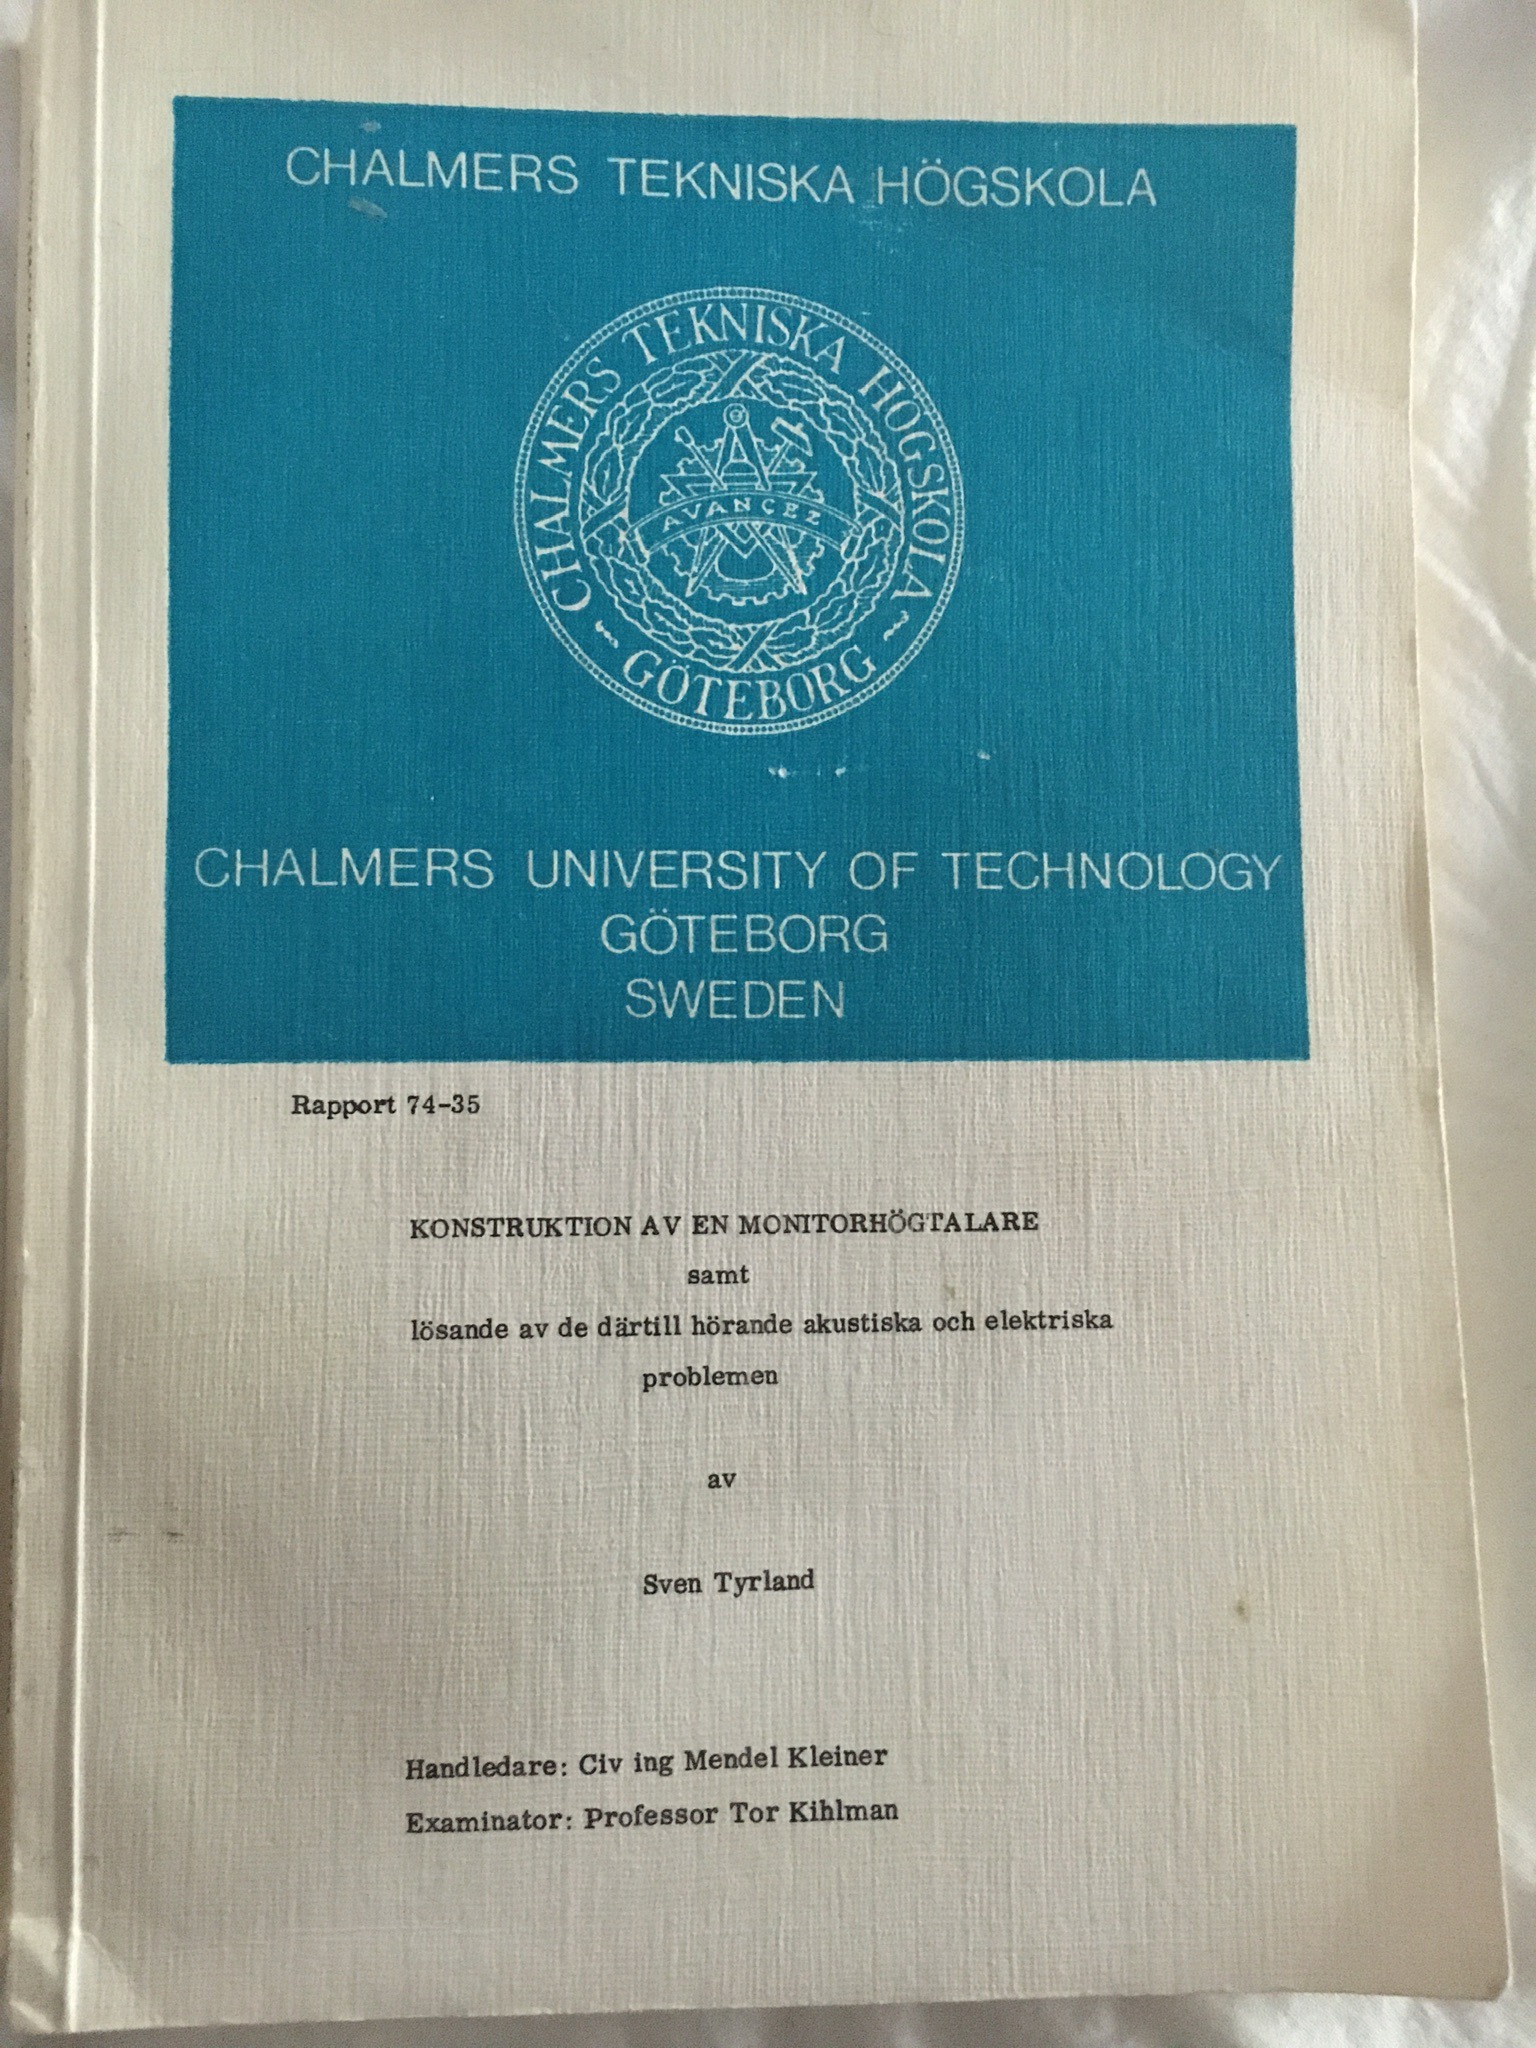 CHALMERS TEKNISKA HÖGSKOLA
CHALMERS TEKNISKA HÖGSKOLA
AVANCEZ
GÖTEBORG
CHALMERS UNIVERSITY OF TECHNOLOGY
GÖTEBORG
SWEDEN
Rapport 74-35
KONSTRUKTION AV EN MONITORHÖGTALARE
samt
lösande av de därtill hörande akustiska och elektriska
problemen
av
Sven Tyrland
Handledare: Civ ing Mendel Kleiner
Examinator: Professor Tor Kihlman